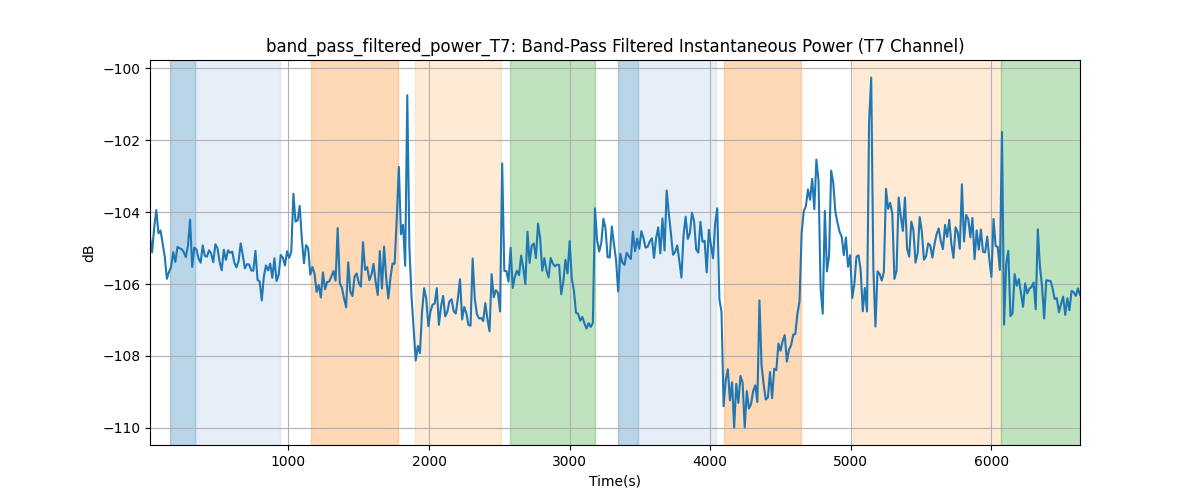 band_pass_filtered_power_T7: Band-Pass Filtered Instantaneous Power (T7 Channel)
−100
−102
−104
−106
−108
−110
dB
1000 2000 3000 4000 5000 6000
Time(s)